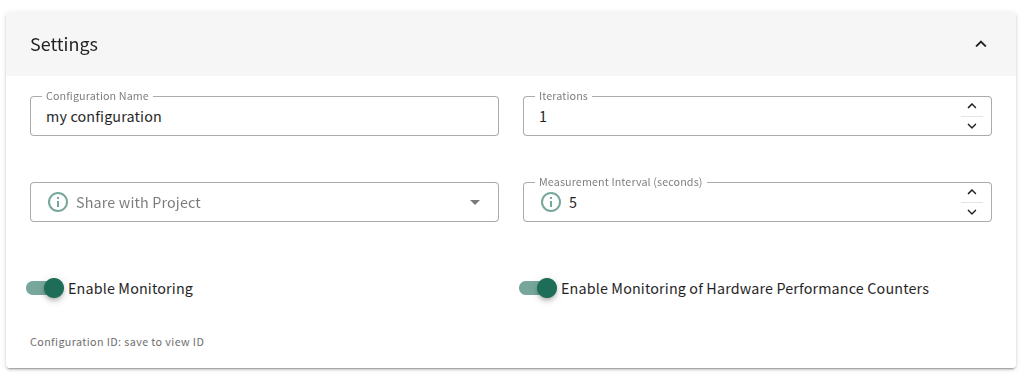 Settings
Configuration Name
my configuration
Iterations
1
Share with Project
Measurement Interval (seconds)
5
Enable Monitoring
Enable Monitoring of Hardware Performance Counters
Configuration ID: save to view ID